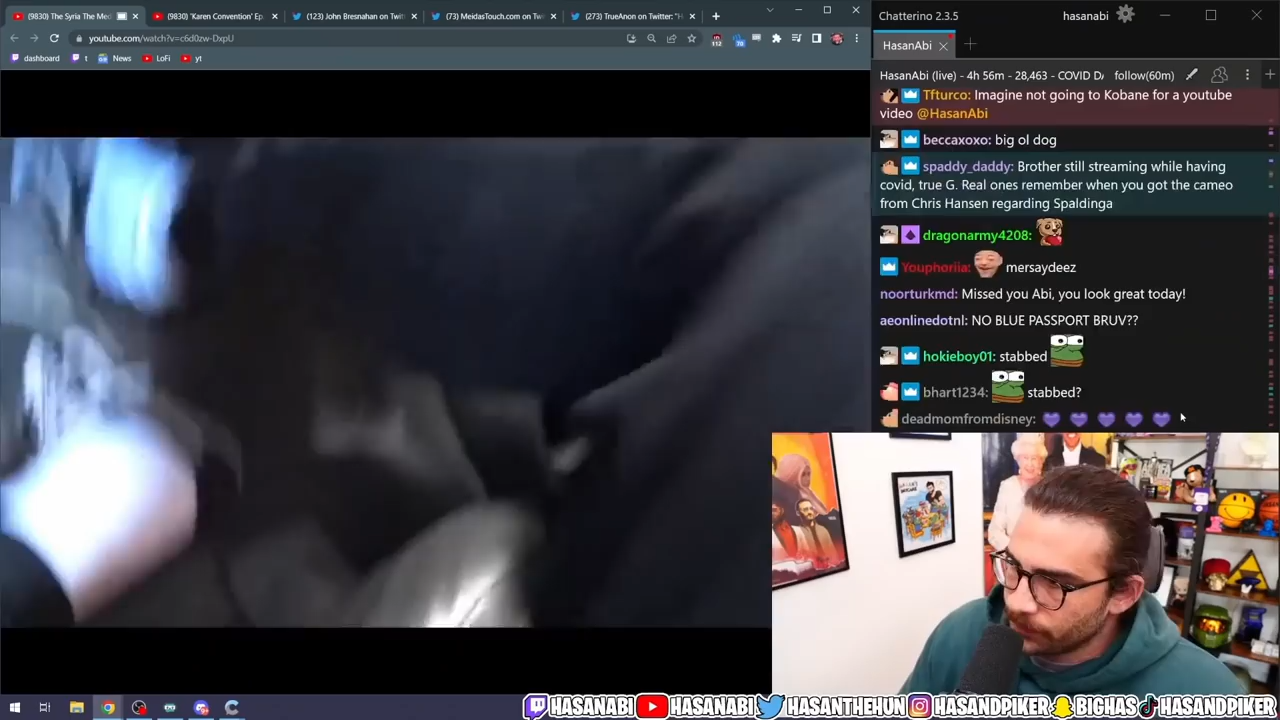 (9830) The Syria The Med
(9830) 'Karen Convention' Ep.
(123) John Bresnahan on Twitt
(73) MeidasTouch.com on Twe
(273) TrueAnon on Twitter: "H
youtube.com/watch?v=c6d0zw-DxpU
dashboard
t
News
LoFi
yt
Chatterino 2.3.5
hasanabi
HasanAbi
HasanAbi (live) - 4h 56m - 28,463 - COVID DA
follow(60m)
Tfturco: Imagine not going to Kobane for a youtube
video @HasanAbi
beccaxoxo: big ol dog
spaddy_daddy: Brother still streaming while having
covid, true G. Real ones remember when you got the cameo
from Chris Hansen regarding Spaldinga
dragonarmy4208:
Youphoriia: mersaydeez
noorturkmd: Missed you Abi, you look great today!
aeonlinedotnl: NO BLUE PASSPORT BRUV??
hokieboy01: stabbed
bhart1234: stabbed?
deadmomfromdisney:
HASANABI HASANABI HASANTHEHUN HASANDPIKER BIGHAS HASANDPIKER